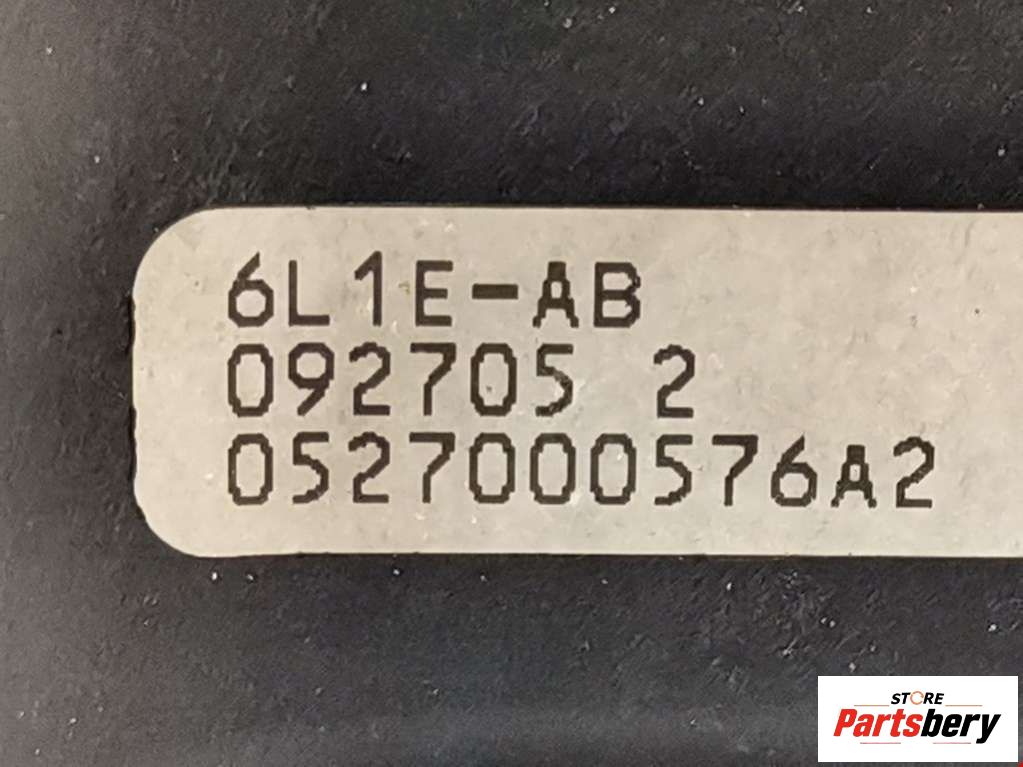 6L1E-AB
092705 2
0527000576A2
STORE
Partsbery